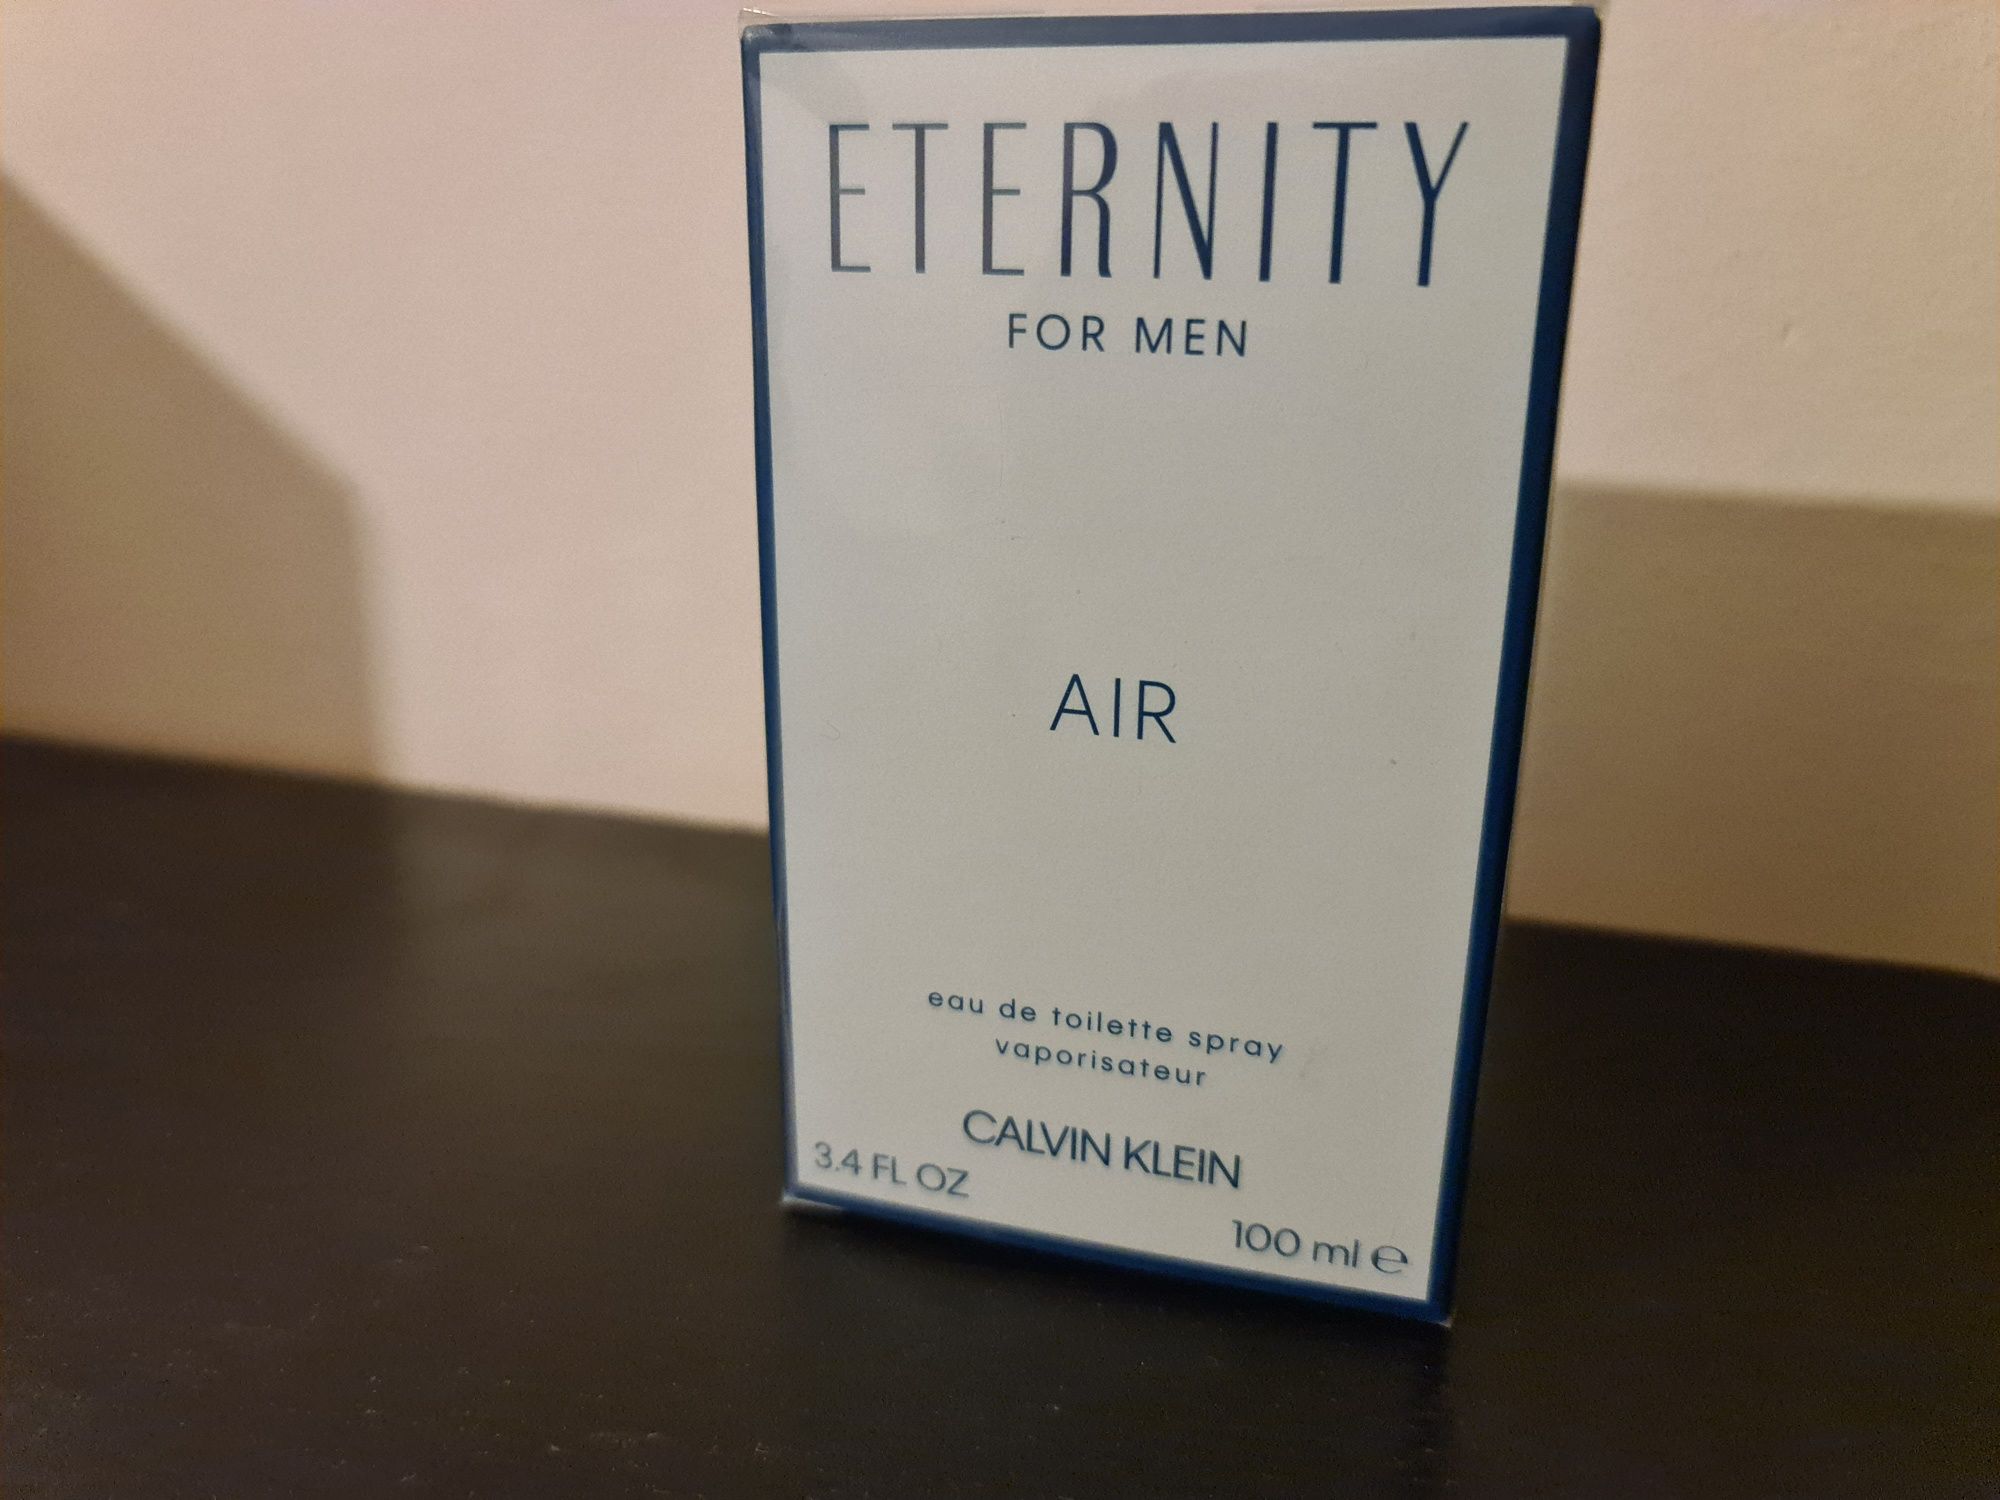 ETERNITY
FOR MEN
AIR
eau de toilette spray
vaporisateur
CALVIN KLEIN
3.4 FL OZ
100 ml ℮